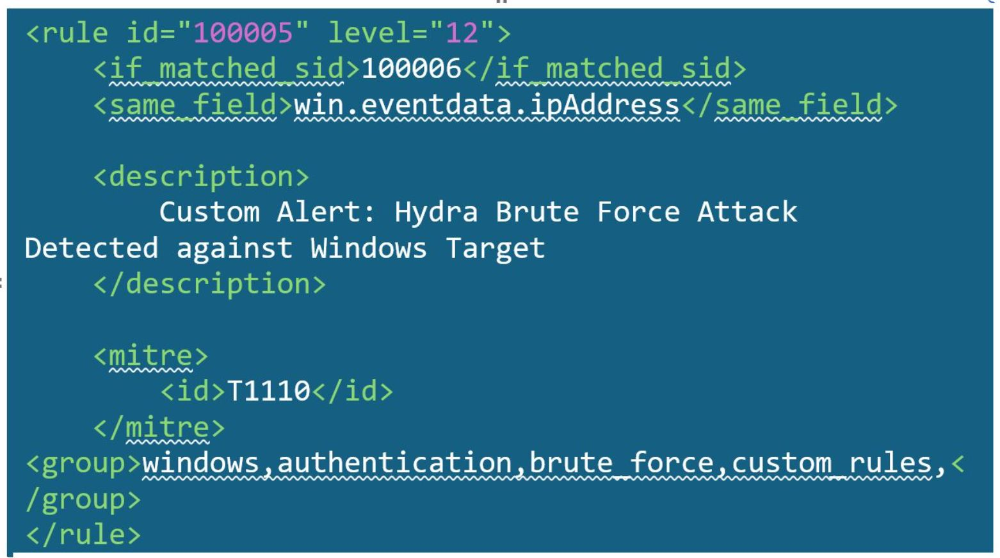 <rule id="100005" level="12">
<if_matched_sid>100006</if_matched_sid>
<same_field>win.eventdata.ipAddress</same_field>
<description>
Custom Alert: Hydra Brute Force Attack
Detected against Windows Target
</description>
<mitre>
<id>T1110</id>
</mitre>
<group>windows,authentication,brute_force,custom_rules,<
/group>
</rule>